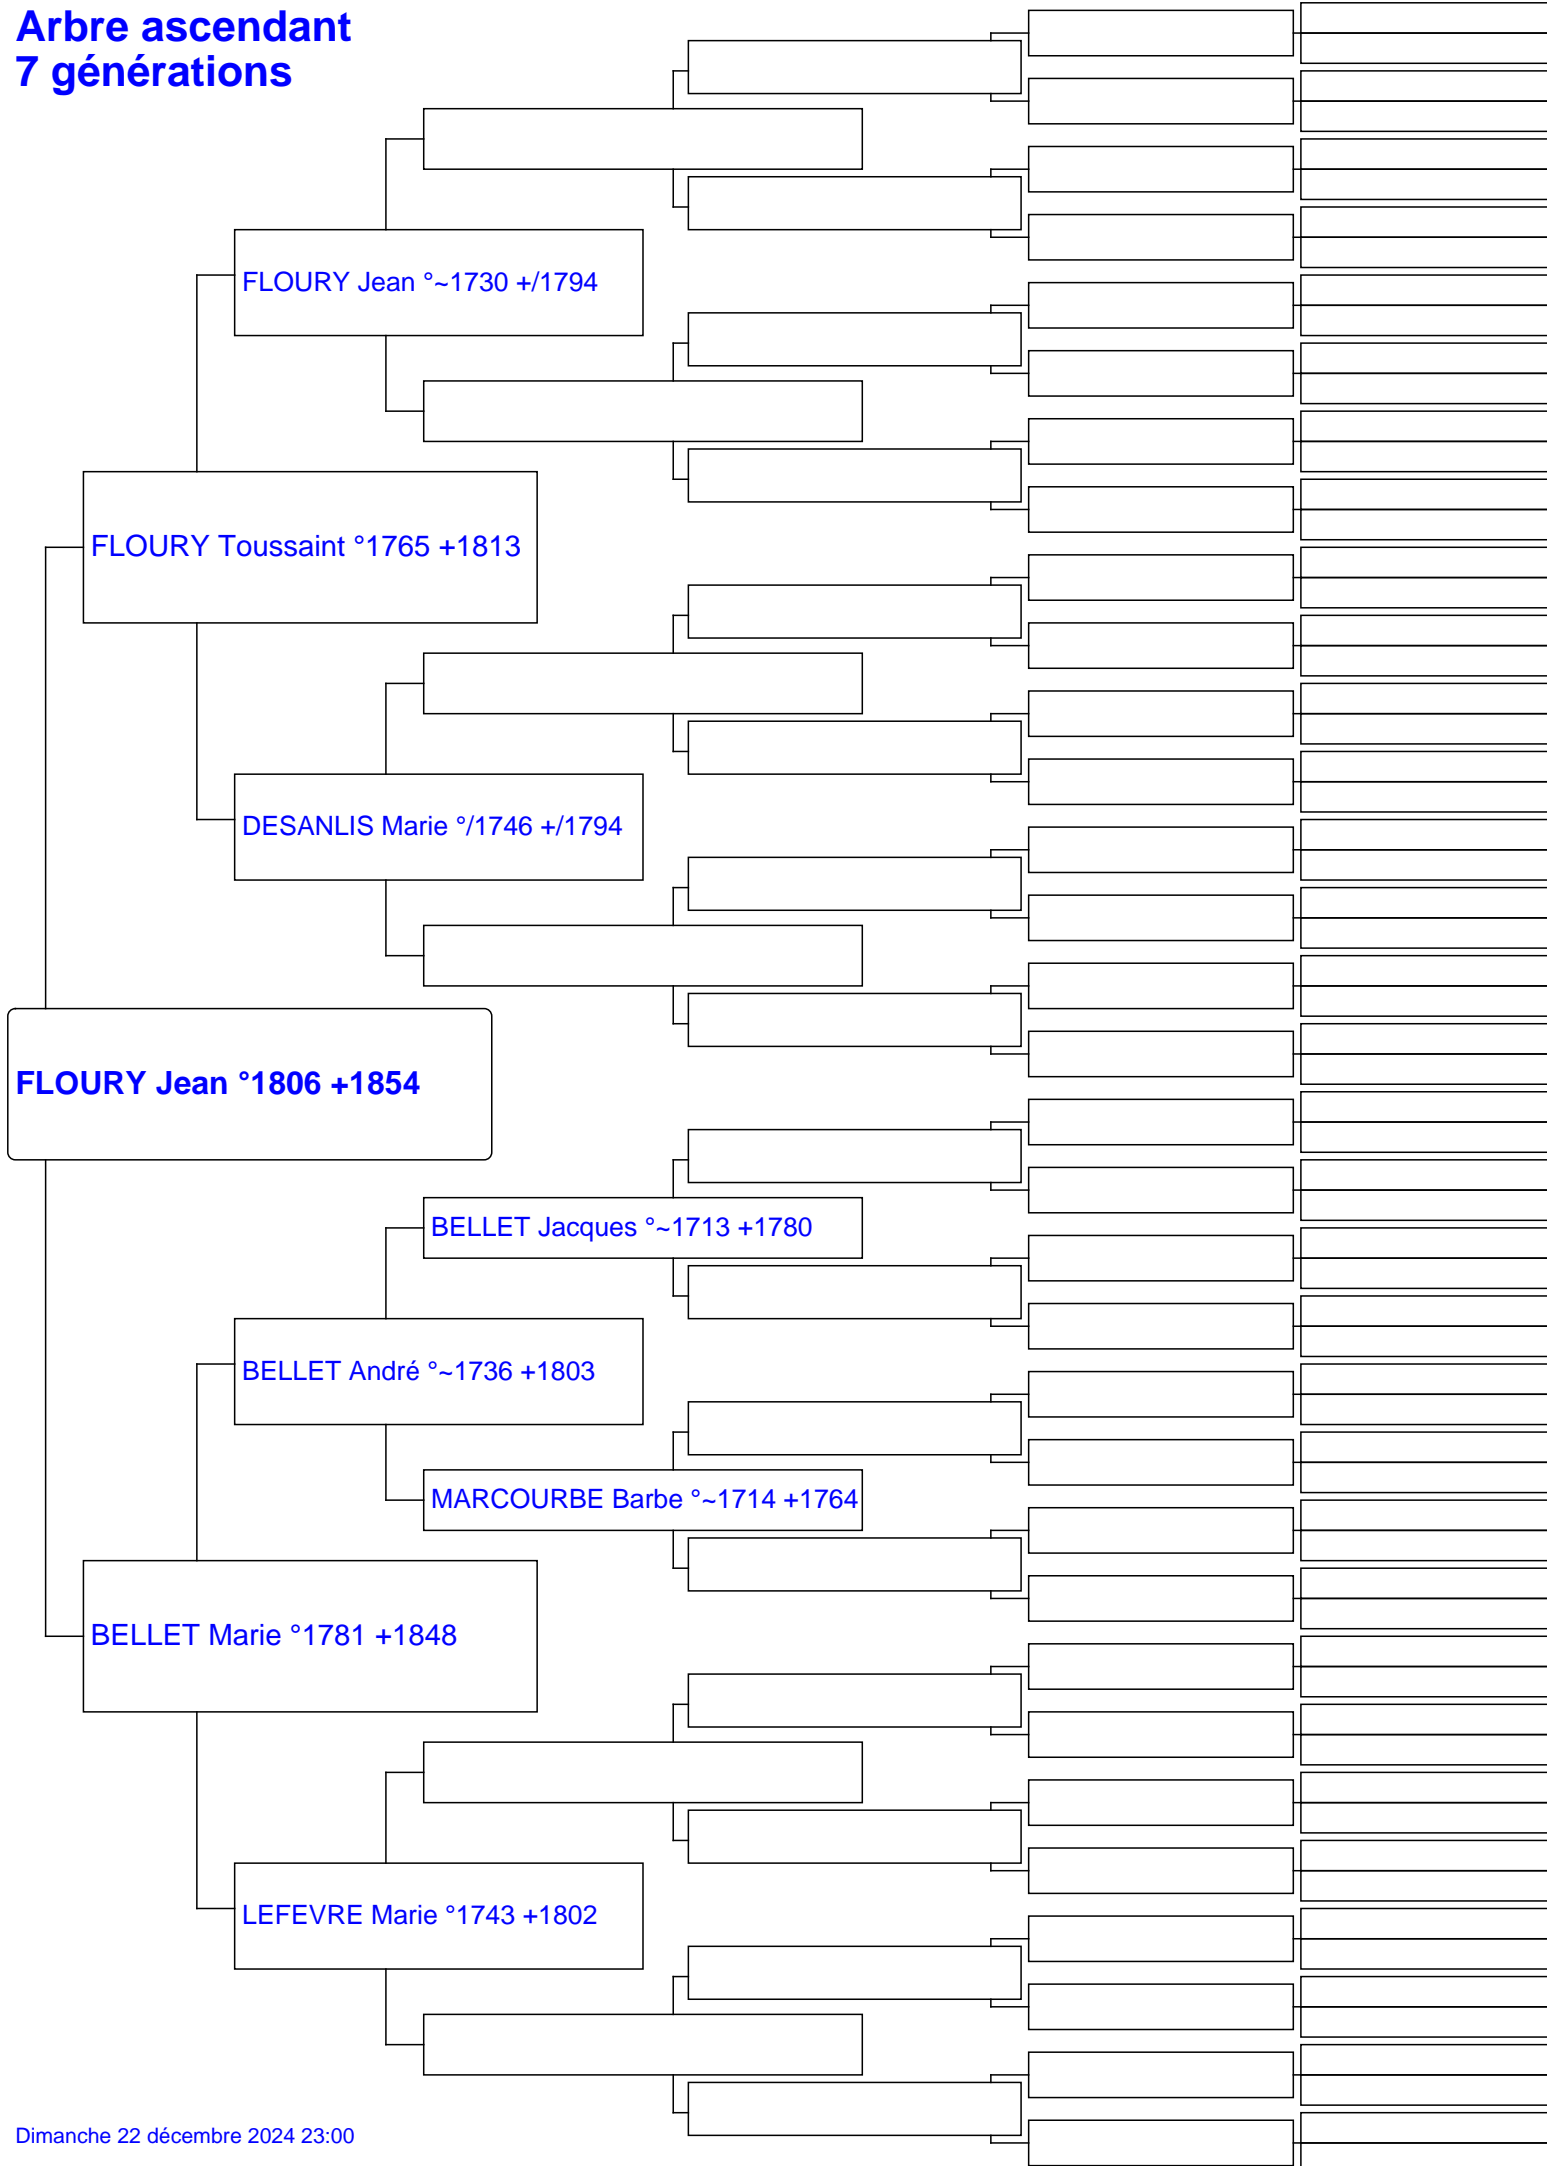 Arbre ascendant
7 générations
FLOURY Jean °~1730 +/1794
FLOURY Toussaint °1765 +1813
DESANLIS Marie °/1746 +/1794
FLOURY Jean °1806 +1854
BELLET Jacques °~1713 +1780
BELLET André °~1736 +1803
MARCOURBE Barbe °~1714 +1764
BELLET Marie °1781 +1848
LEFEVRE Marie °1743 +1802
Dimanche 22 décembre 2024 23:00